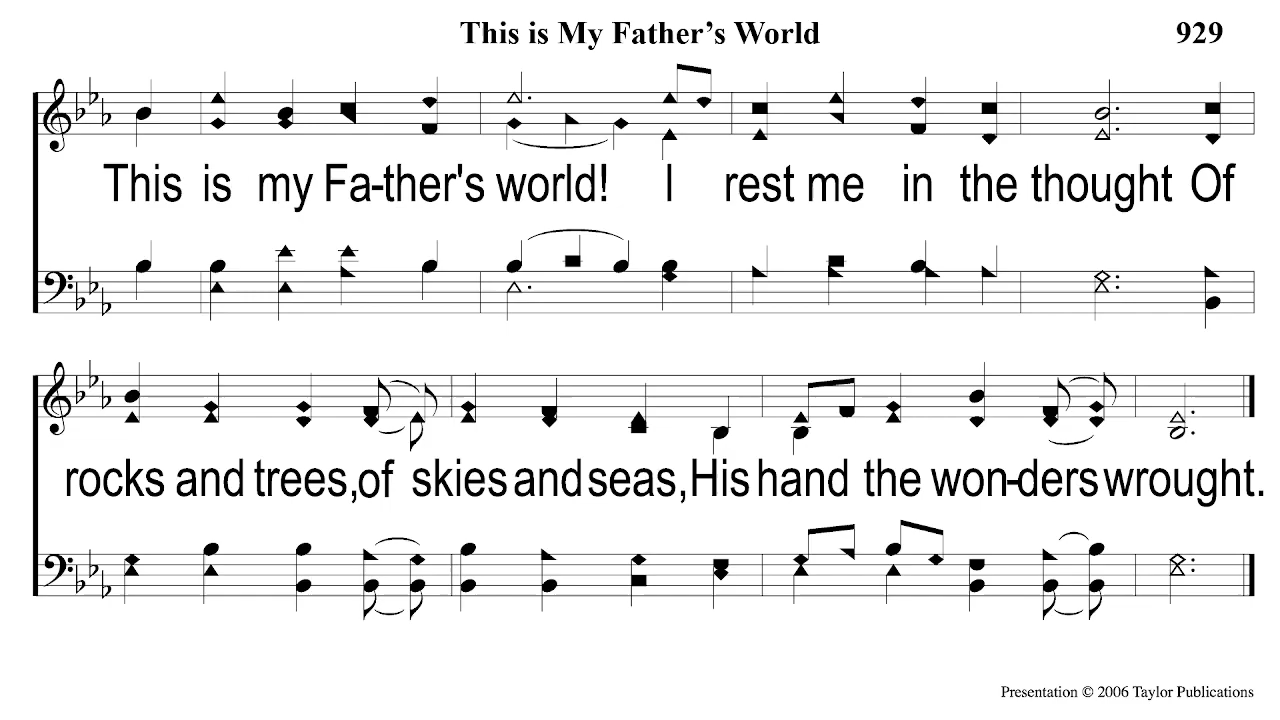 This is My Father’s World 929
This is my Fa-ther's world! I rest me in the thought Of
rocks and trees, of skies and seas, His hand the won-ders wrought.
Presentation © 2006 Taylor Publications